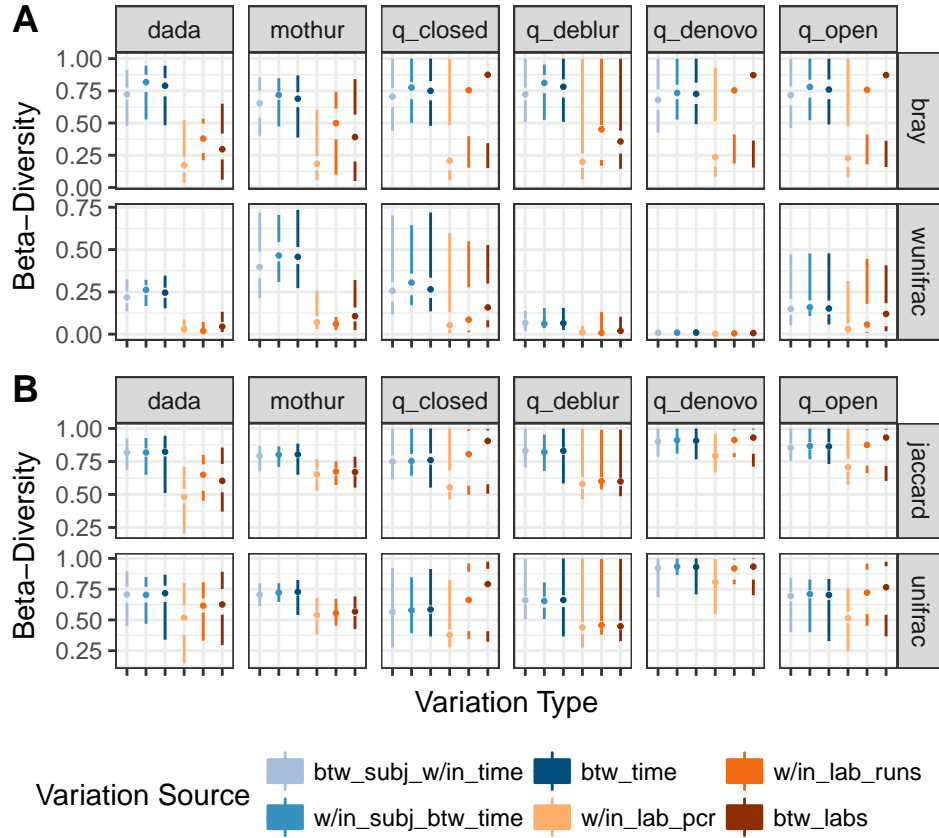 A
dada mothur q_closed q_deblur q_denovo q_open
Beta−Diversity
1.00
0.75
0.50
0.25
0.00
bray
0.75
0.50
0.25
0.00
wunifrac
B
dada mothur q_closed q_deblur q_denovo q_open
Beta−Diversity
1.00
0.75
0.50
0.25
jaccard
1.00
0.75
0.50
0.25
unifrac
Variation Type
Variation Source
btw_subj_w/in_time btw_time w/in_lab_runs
w/in_subj_btw_time w/in_lab_pcr btw_labs